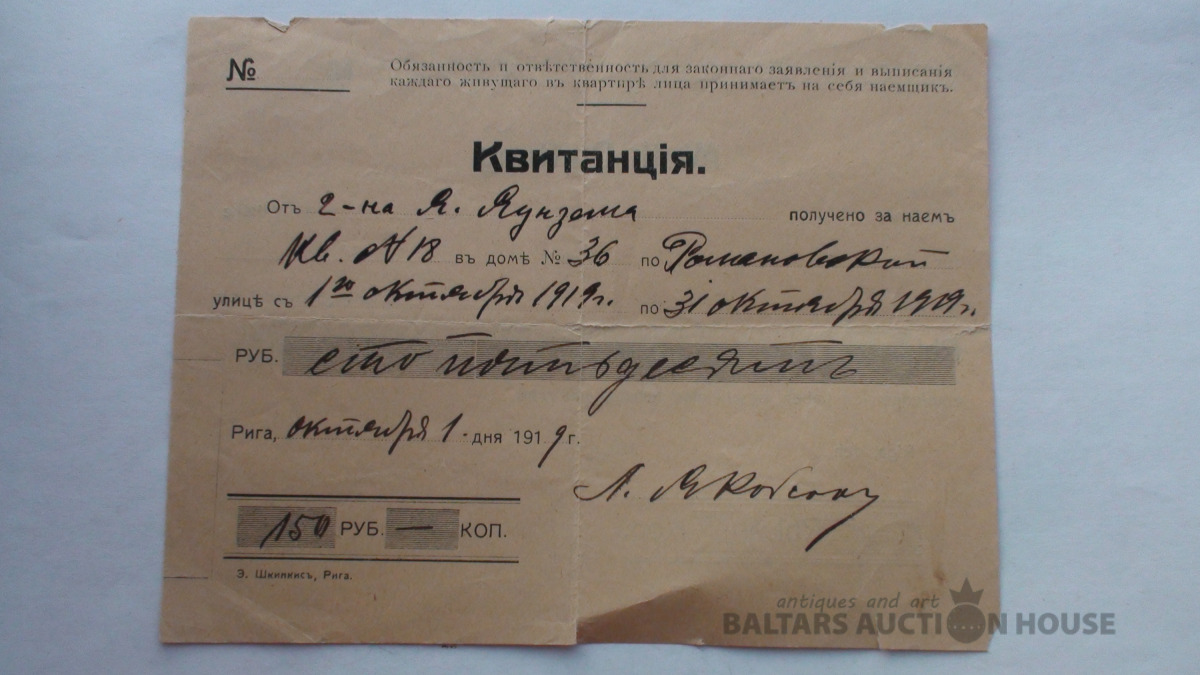 №
Обязанность и отвѣтственность для законнаго заявленія и выписанія
каждаго живущаго въ квартирѣ лица принимаетъ на себя наемщикъ.
Квитанція.
Отъ г-на Я. Яунзема получено за наемъ
Кв. № 18 въ домѣ № 36 по Романовской
улицѣ съ 1го октября 1919 г. по 31 октября 1919 г.
РУБ. сто пятьдесятъ
Рига, октября 1 дня 1919 г.
Якобсон
150 РУБ. — КОП.
Э. Шкинкисъ, Рига.
antiques and art
BALTARS AUCTION HOUSE